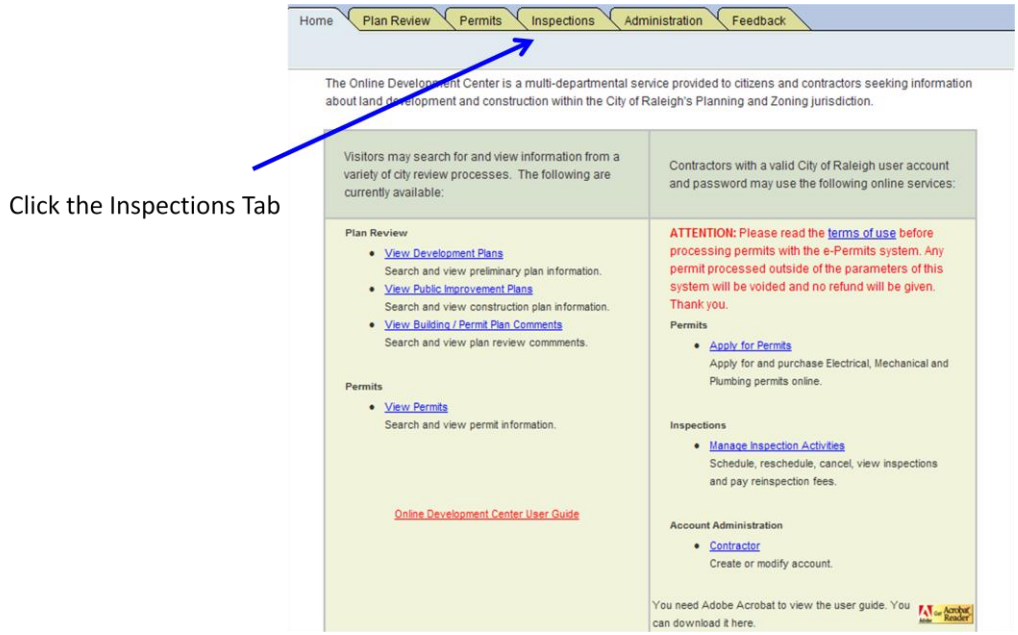 Home Plan Review Permits Inspections Administration Feedback
The Online Development Center is a multi-departmental service provided to citizens and contractors seeking information
about land development and construction within the City of Raleigh's Planning and Zoning jurisdiction.
Click the Inspections Tab
Visitors may search for and view information from a
variety of city review processes. The following are
currently available:
Plan Review
• View Development Plans
Search and view preliminary plan information.
• View Public Improvement Plans
Search and view construction plan information.
• View Building / Permit Plan Comments
Search and view plan review commments.
Permits
• View Permits
Search and view permit information.
Online Development Center User Guide
Contractors with a valid City of Raleigh user account
and password may use the following online services:
ATTENTION: Please read the terms of use before
processing permits with the e-Permits system. Any
permit processed outside of the parameters of this
system will be voided and no refund will be given.
Thank you.
Permits
• Apply for Permits
Apply for and purchase Electrical, Mechanical and
Plumbing permits online.
Inspections
• Manage Inspection Activities
Schedule, reschedule, cancel, view inspections
and pay reinspection fees.
Account Administration
• Contractor
Create or modify account.
You need Adobe Acrobat to view the user guide. You
can download it here.
Adobe Get Acrobat
Reader